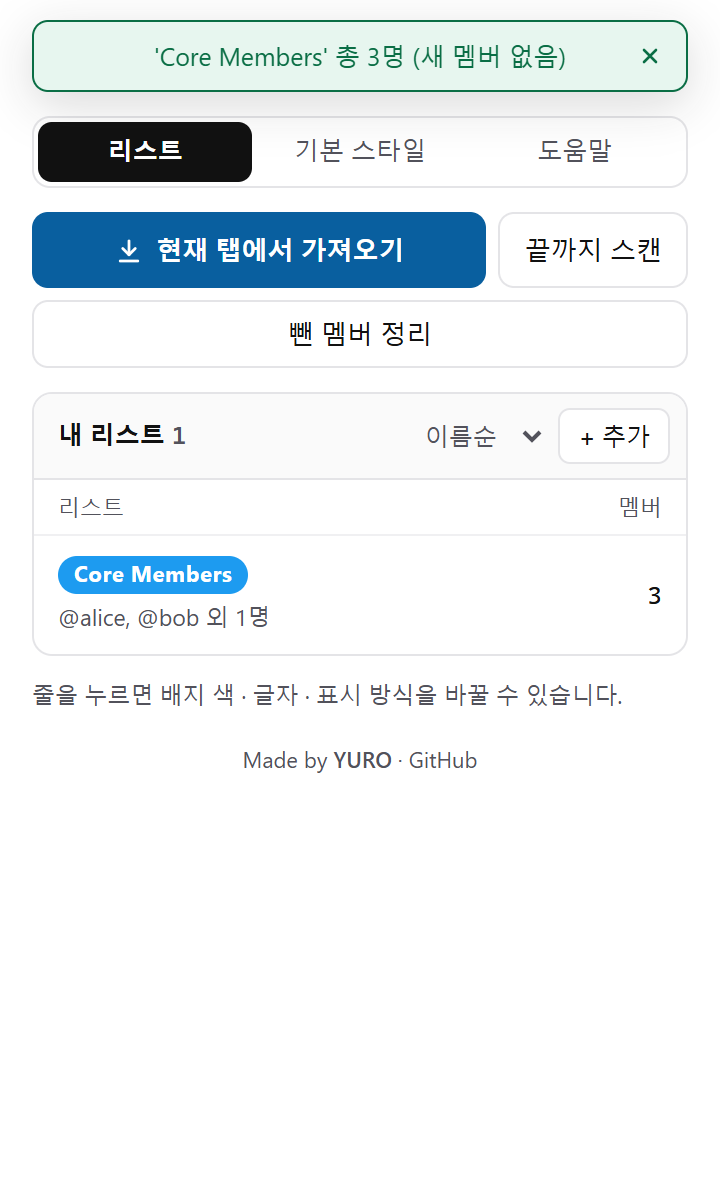 'Core Members' 총 3명 (새 멤버 없음) ✕
리스트 기본 스타일 도움말
현재 탭에서 가져오기 끝까지 스캔
뺀 멤버 정리
내 리스트 1 이름순 + 추가
리스트 멤버
Core Members
@alice, @bob 외 1명 3
줄을 누르면 배지 색 · 글자 · 표시 방식을 바꿀 수 있습니다.
Made by YURO · GitHub